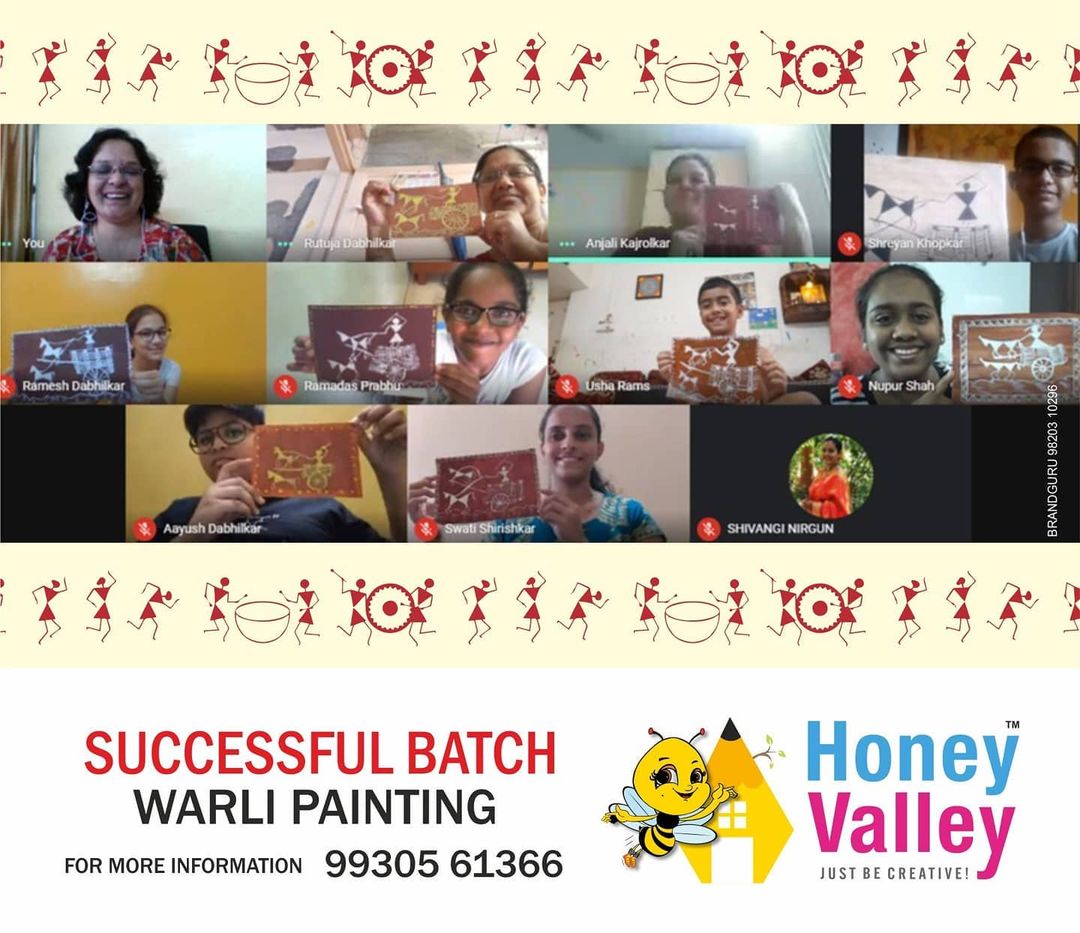 You
Rutuja Dabhilkar
Anjali Kajrolkar
Shreyan Khopkar
Ramesh Dabhilkar
Ramadas Prabhu
Usha Rams
Nupur Shah
Aayush Dabhilkar
Swati Shirishkar
SHIVANGI NIRGUN
BRANDGURU 98203 10296
SUCCESSFUL BATCH
WARLI PAINTING
FOR MORE INFORMATION 99305 61366
Honey TM
Valley
JUST BE CREATIVE!